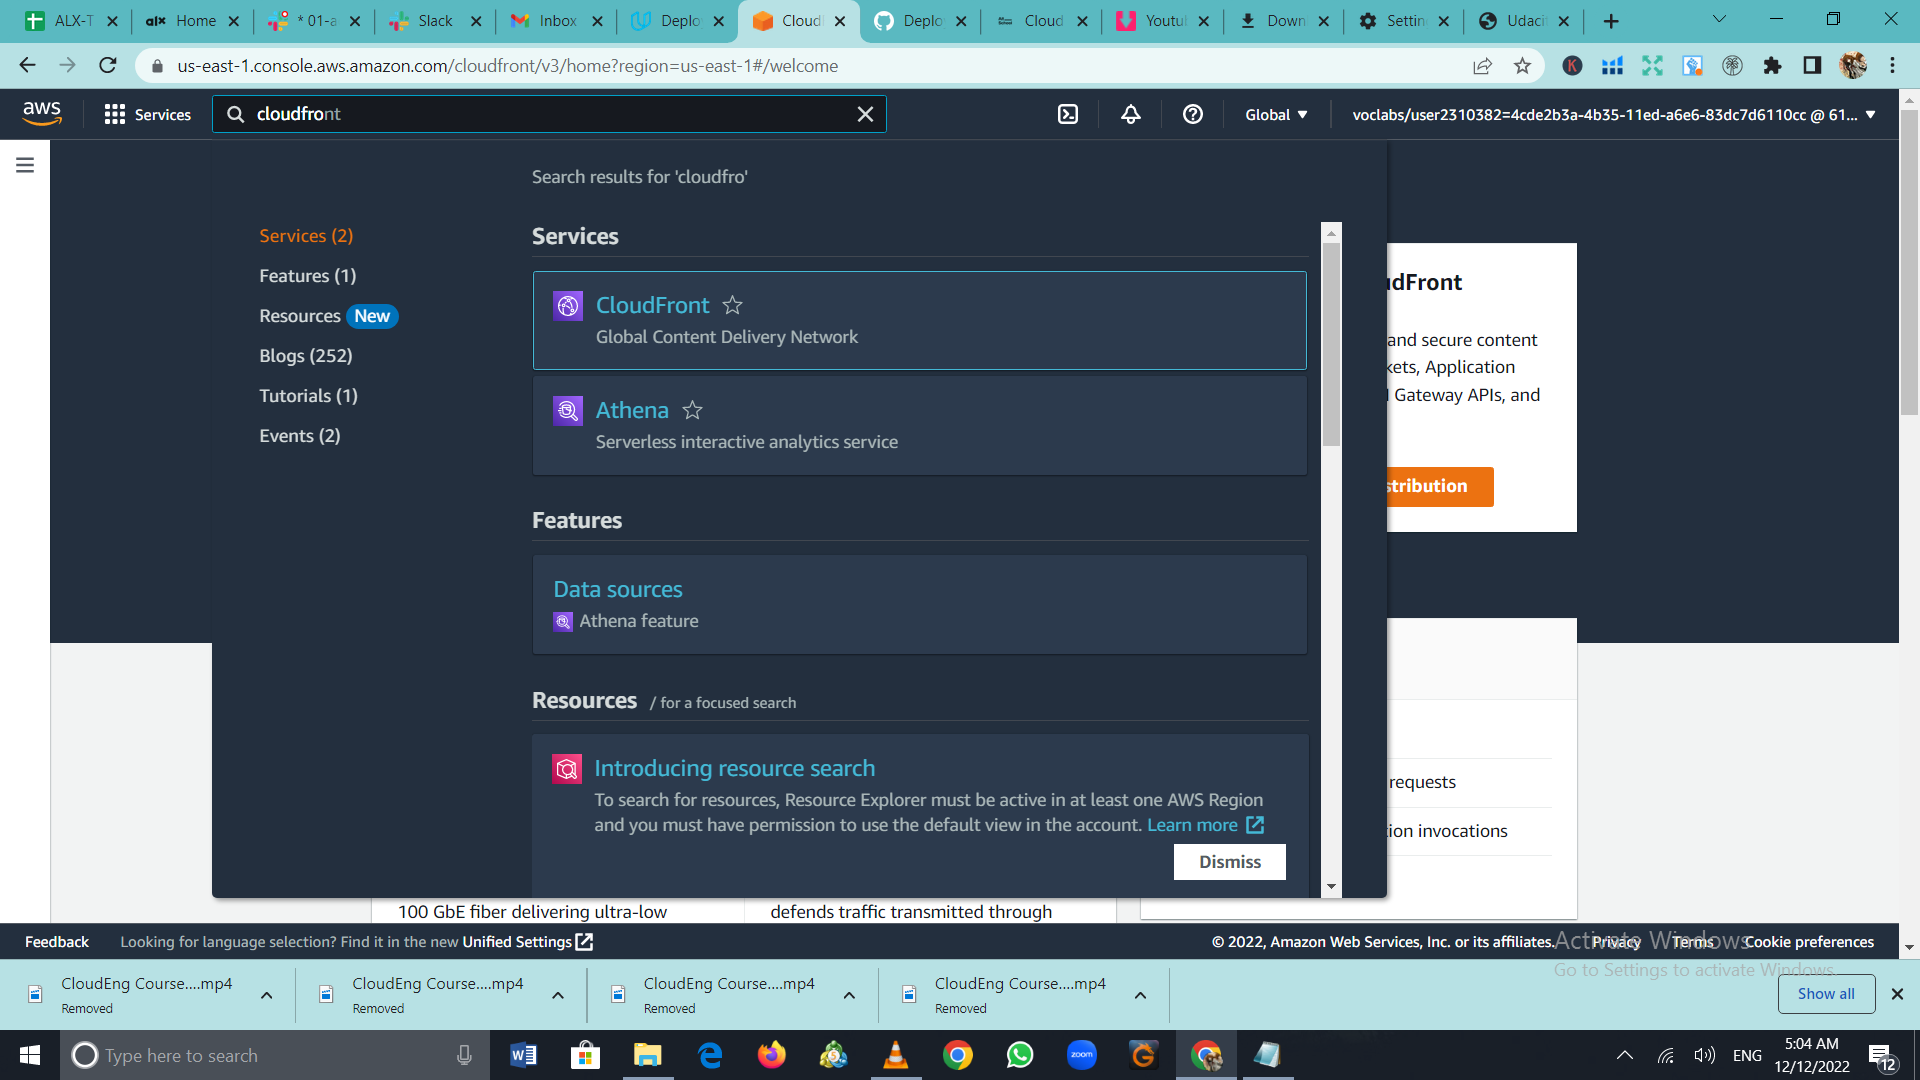 ALX-T
alx Home
* 01-a
Slack
Inbox
Deplo
Cloud
Deplo
Cloud
Youtu
Down
Settin
Udaci
us-east-1.console.aws.amazon.com/cloudfront/v3/home?region=us-east-1#/welcome
K
aws
Services
cloudfront
Global
voclabs/user2310382=4cde2b3a-4b35-11ed-a6e6-83dc7d6110cc @ 61...
Search results for 'cloudfro'
Services (2)
Features (1)
Resources New
Blogs (252)
Tutorials (1)
Events (2)
Services
CloudFront
Global Content Delivery Network
Athena
Serverless interactive analytics service
Features
Data sources
Athena feature
Resources / for a focused search
Introducing resource search
To search for resources, Resource Explorer must be active in at least one AWS Region
and you must have permission to use the default view in the account. Learn more
Dismiss
dFront
and secure content
kets, Application
Gateway APIs, and
stribution
requests
ion invocations
100 GbE fiber delivering ultra-low
defends traffic transmitted through
Feedback
Looking for language selection? Find it in the new Unified Settings
© 2022, Amazon Web Services, Inc. or its affiliates.
Privacy
Terms
Cookie preferences
Activate Windows
Go to Settings to activate Windows.
CloudEng Course....mp4
Removed
CloudEng Course....mp4
Removed
CloudEng Course....mp4
Removed
CloudEng Course....mp4
Removed
Show all
Type here to search
zoom
ENG
5:04 AM
12/12/2022
12